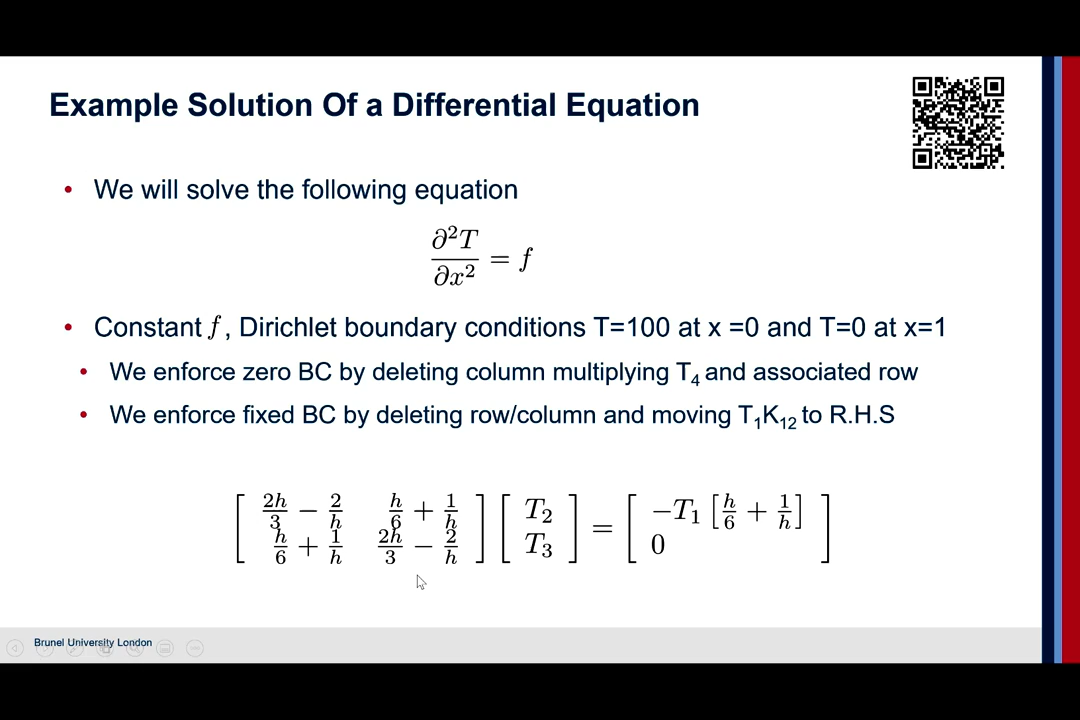 Example Solution Of a Differential Equation
• We will solve the following equation
∂²T/∂x² = f
• Constant f, Dirichlet boundary conditions T=100 at x =0 and T=0 at x=1
• We enforce zero BC by deleting column multiplying T₄ and associated row
• We enforce fixed BC by deleting row/column and moving T₁K₁₂ to R.H.S
[ 2h/3 − 2/h  h/6 + 1/h ] [ T₂ ] = [ −T₁ [h/6 + 1/h] ]
[ h/6 + 1/h  2h/3 − 2/h ] [ T₃ ]   [ 0 ]
Brunel University London